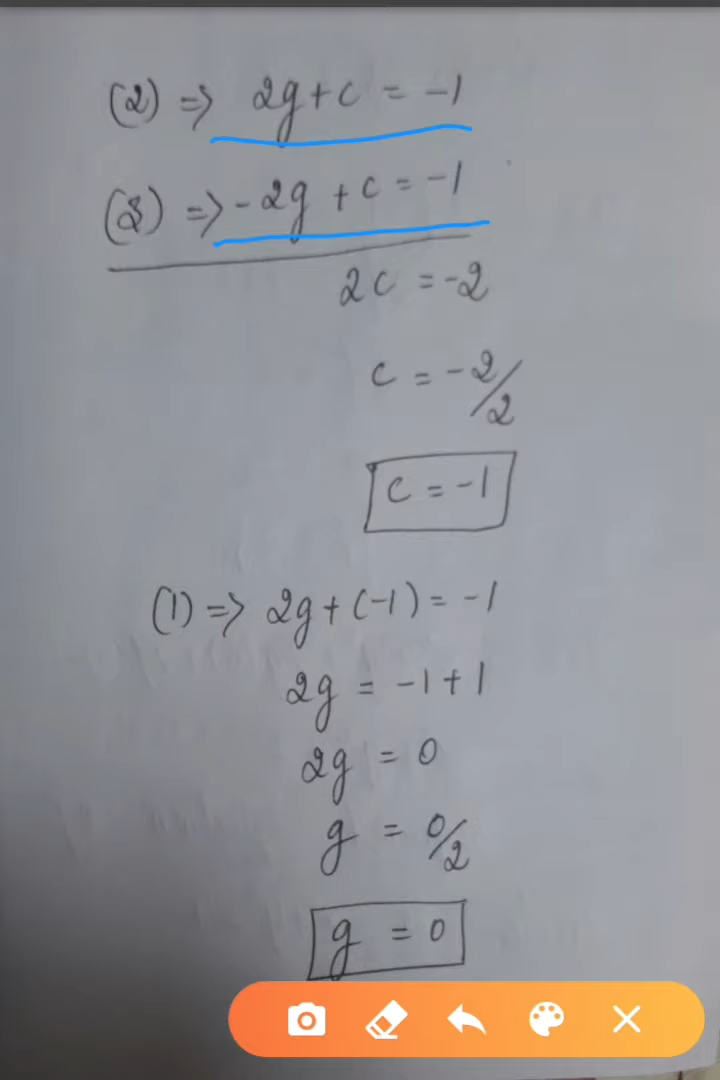 (2) => 2g+c = -1
(3) => -2g + c = -1
2c = -2
c = -2/2
c = -1
(1) => 2g + (-1) = -1
2g = -1+1
2g = 0
g = 0/2
g = 0